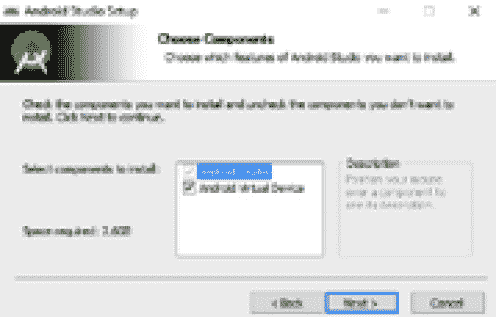 Android Studio Setup
Choose Components
Choose which features of Android Studio you want to install.
Check the components you want to install and uncheck the components you don't want to
install. Click Next to continue.
Select components to install:
Android Virtual Device
Description
Position your mouse
over a component to
see its description.
Space required:
< Back
Next >
Cancel